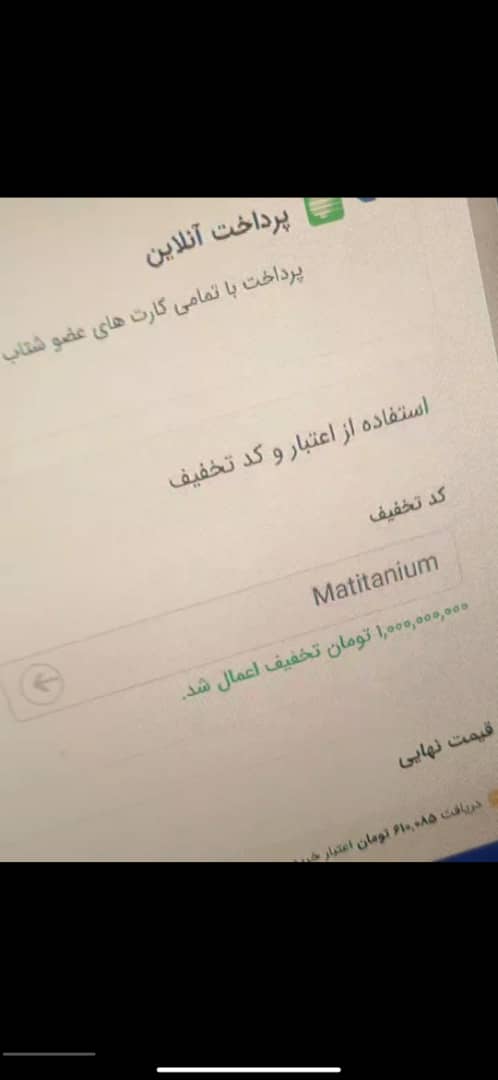 پرداخت آنلاین
پرداخت با تمامی کارت های عضو شتاب
استفاده از اعتبار و کد تخفیف
کد تخفیف
Matitanium
۱,۰۰۰,۰۰۰,۰۰۰ تومان تخفیف اعمال شد.
قیمت نهایی
دریافت ۶۱۰,۰۸۵ تومان اعتبار